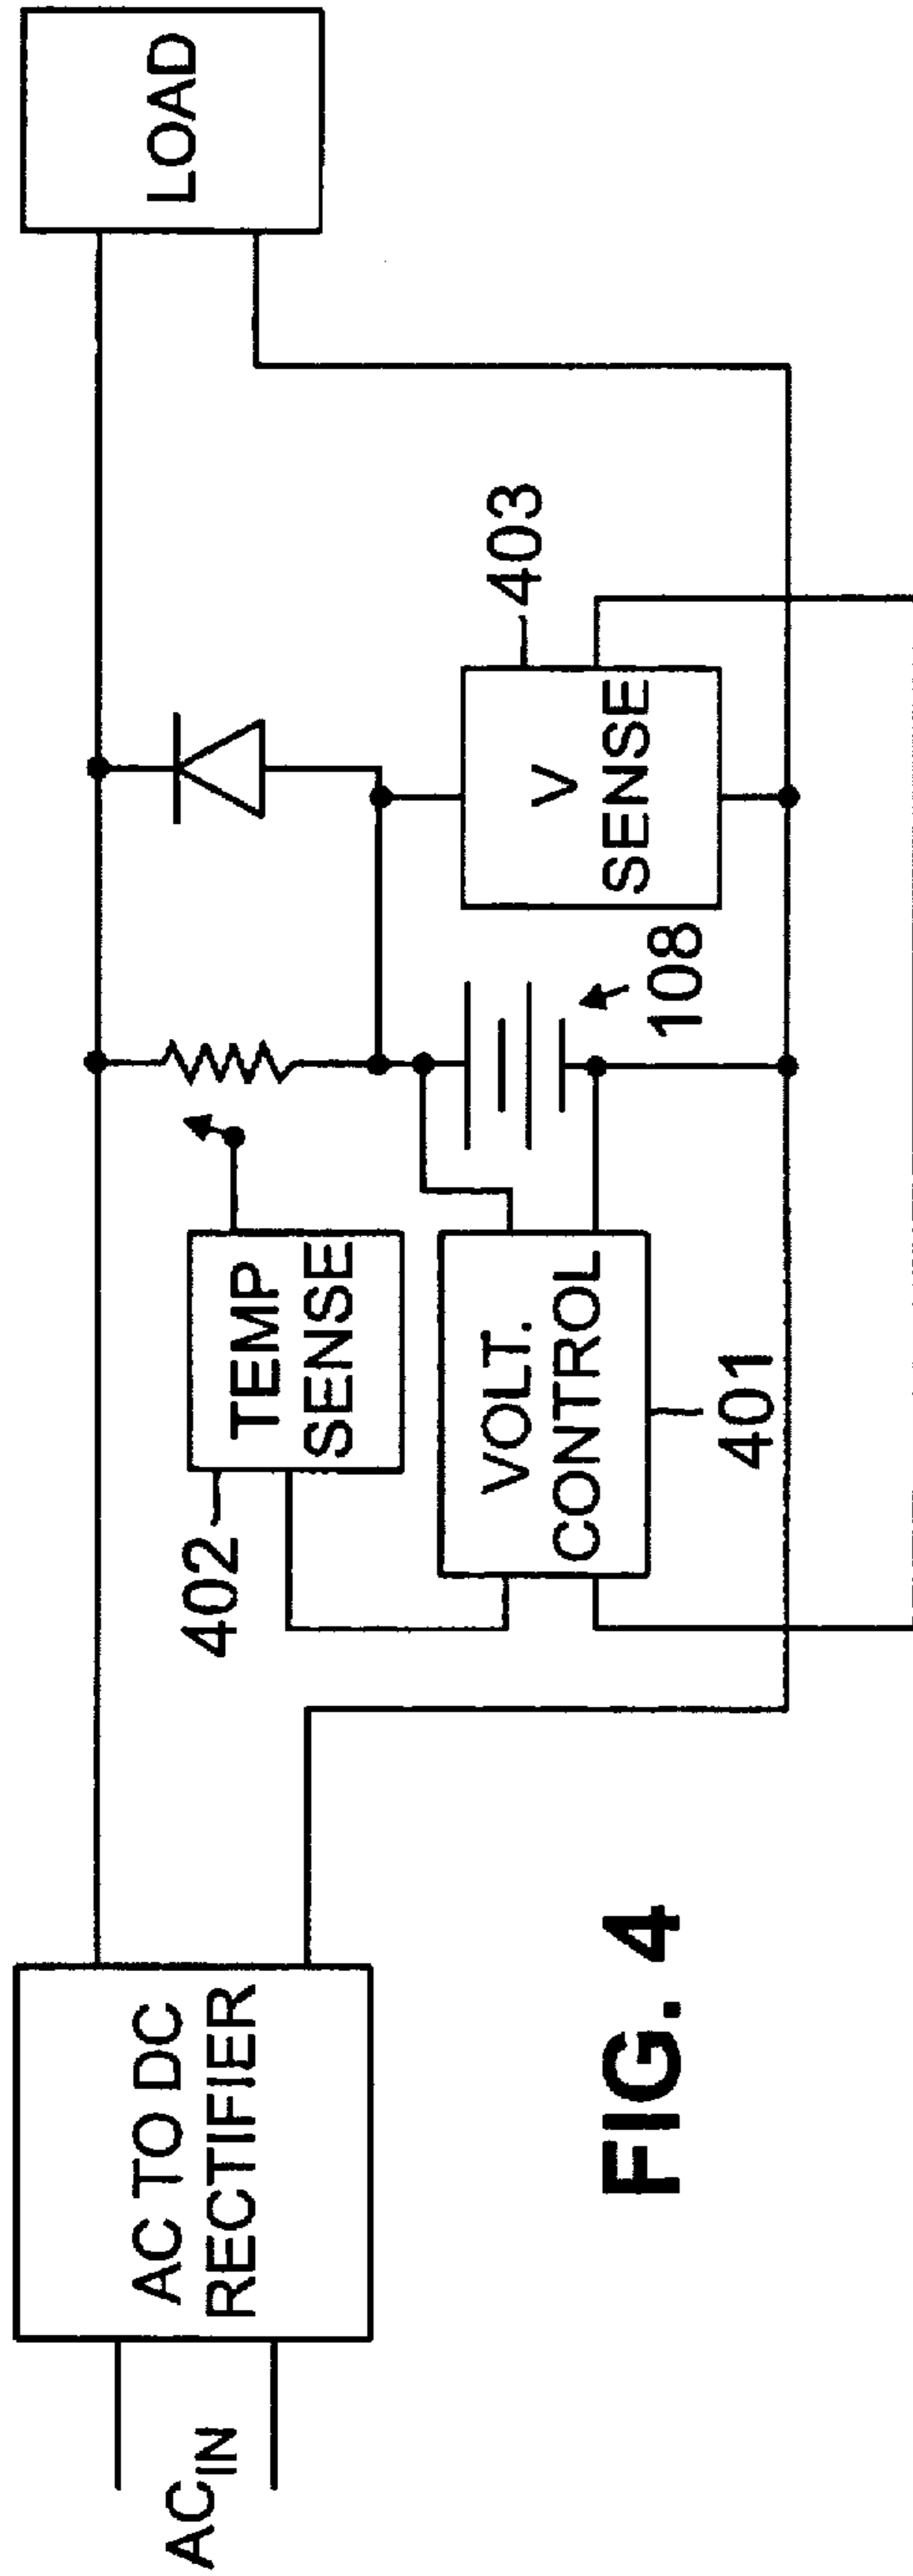 AC_IN
AC TO DC
RECTIFIER
402
TEMP
SENSE
VOLT.
CONTROL
401
108
V
SENSE
403
LOAD
FIG. 4